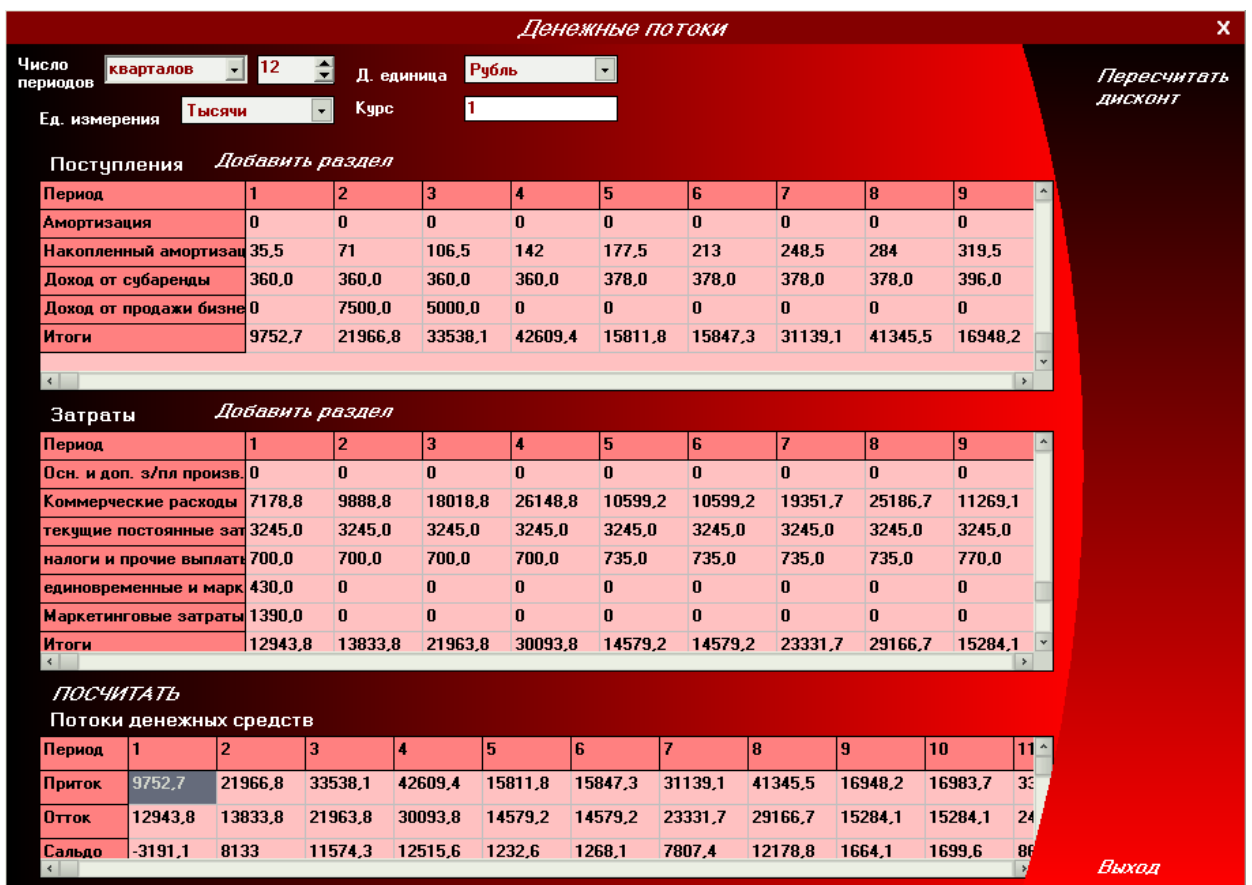 Денежные потоки X
Число периодов кварталов 12 Д. единица Рубль
Пересчитать дисконт
Ед. измерения Тысячи Курс 1
Поступления Добавить раздел
Период 1 2 3 4 5 6 7 8 9
Амортизация 0 0 0 0 0 0 0 0 0
Накопленный амортизац 35,5 71 106,5 142 177,5 213 248,5 284 319,5
Доход от субаренды 360,0 360,0 360,0 360,0 378,0 378,0 378,0 378,0 396,0
Доход от продажи бизне 0 7500,0 5000,0 0 0 0 0 0 0
Итоги 9752,7 21966,8 33538,1 42609,4 15811,8 15847,3 31139,1 41345,5 16948,2
Затраты Добавить раздел
Период 1 2 3 4 5 6 7 8 9
Осн. и доп. з/пл произв. 0 0 0 0 0 0 0 0 0
Коммерческие расходы 7178,8 9888,8 18018,8 26148,8 10599,2 10599,2 19351,7 25186,7 11269,1
текущие постоянные зат 3245,0 3245,0 3245,0 3245,0 3245,0 3245,0 3245,0 3245,0 3245,0
налоги и прочие выплать 700,0 700,0 700,0 700,0 735,0 735,0 735,0 735,0 770,0
единовременные и марк 430,0 0 0 0 0 0 0 0 0
Маркетинговые затраты 1390,0 0 0 0 0 0 0 0 0
Итоги 12943,8 13833,8 21963,8 30093,8 14579,2 14579,2 23331,7 29166,7 15284,1
ПОСЧИТАТЬ
Потоки денежных средств
Период 1 2 3 4 5 6 7 8 9 10 11
Приток 9752,7 21966,8 33538,1 42609,4 15811,8 15847,3 31139,1 41345,5 16948,2 16983,7
Отток 12943,8 13833,8 21963,8 30093,8 14579,2 14579,2 23331,7 29166,7 15284,1 15284,1 24
Сальдо -3191,1 8133 11574,3 12515,6 1232,6 1268,1 7807,4 12178,8 1664,1 1699,6
Выход